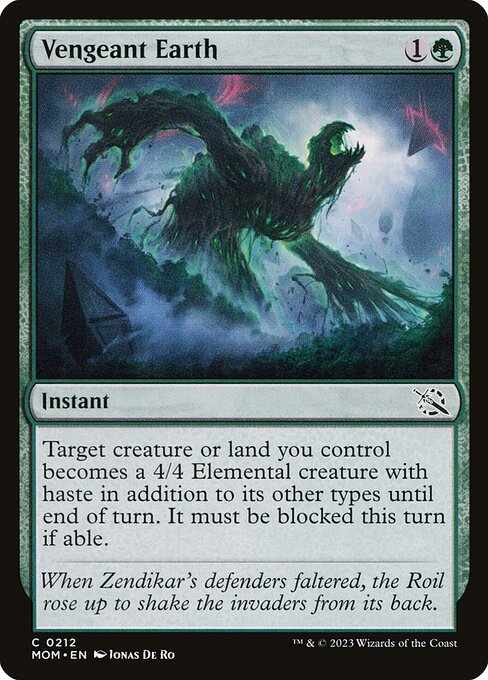 Vengeant Earth 1
Instant
Target creature or land you control
becomes a 4/4 Elemental creature with
haste in addition to its other types until
end of turn. It must be blocked this turn
if able.
When Zendikar's defenders faltered, the Roil
rose up to shake the invaders from its back.
C 0212
MOM • EN Jonas De Ro
™ & © 2023 Wizards of the Coast